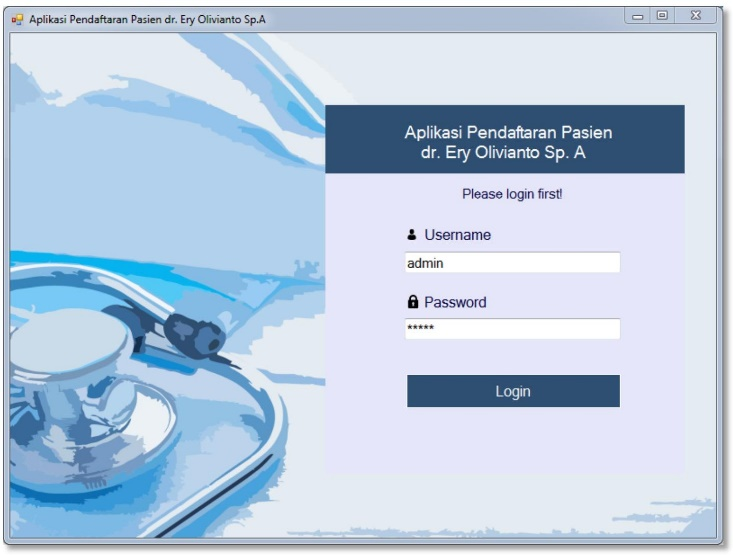 Aplikasi Pendaftaran Pasien dr. Ery Olivianto Sp.A
Aplikasi Pendaftaran Pasien
dr. Ery Olivianto Sp. A
Please login first!
Username
admin
Password
*****
Login